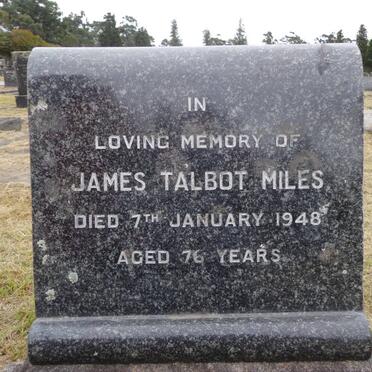 IN
LOVING MEMORY OF
JAMES TALBOT MILES
DIED 7TH JANUARY 1948
AGED 76 YEARS